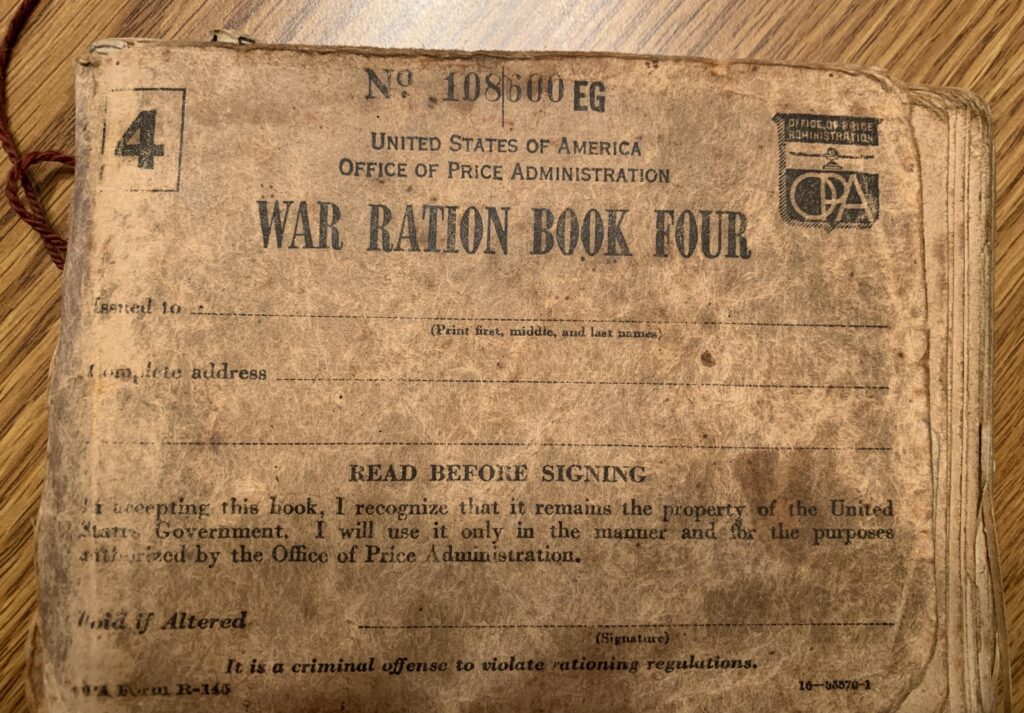 4
Nº 108600 EG
UNITED STATES OF AMERICA
OFFICE OF PRICE ADMINISTRATION
OFFICE OF PRICE
ADMINISTRATION
OPA
WAR RATION BOOK FOUR
Issued to
(Print first, middle, and last names)
Complete address
READ BEFORE SIGNING
In accepting this book, I recognize that it remains the property of the United
States Government. I will use it only in the manner and for the purposes
authorized by the Office of Price Administration.
Void if Altered
(Signature)
It is a criminal offense to violate rationing regulations.
OPA Form R-145
16—35570-1